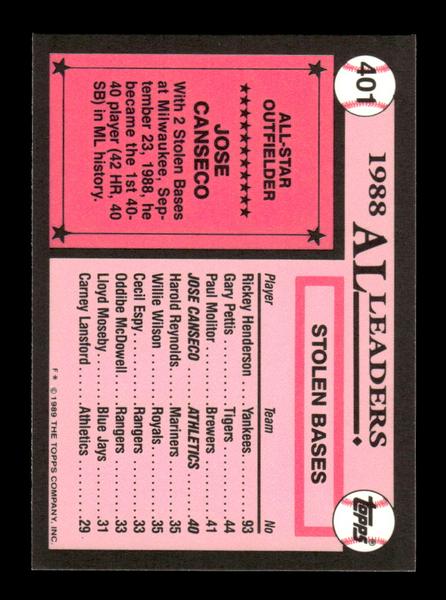 401
1988 AL LEADERS
topps®
ALL-STAR
OUTFIELDER
★★★★★★★★★★
JOSE
CANSECO
With 2 Stolen Bases
at Milwaukee, Sep-
tember 23, 1988, he
became the 1st 40-
40 player (42 HR, 40
SB) in ML history.
STOLEN BASES
Player Team No
Rickey Henderson ..... Yankees ..... 93
Gary Pettis ..... Tigers ..... 44
Paul Molitor ..... Brewers ..... 41
JOSE CANSECO ..... ATHLETICS ..... 40
Harold Reynolds ..... Mariners ..... 35
Willie Wilson ..... Royals ..... 35
Cecil Espy ..... Rangers ..... 33
Oddibe McDowell ..... Rangers ..... 33
Lloyd Moseby ..... Blue Jays ..... 31
Carney Lansford ..... Athletics ..... 29
F* © 1989 THE TOPPS COMPANY, INC.